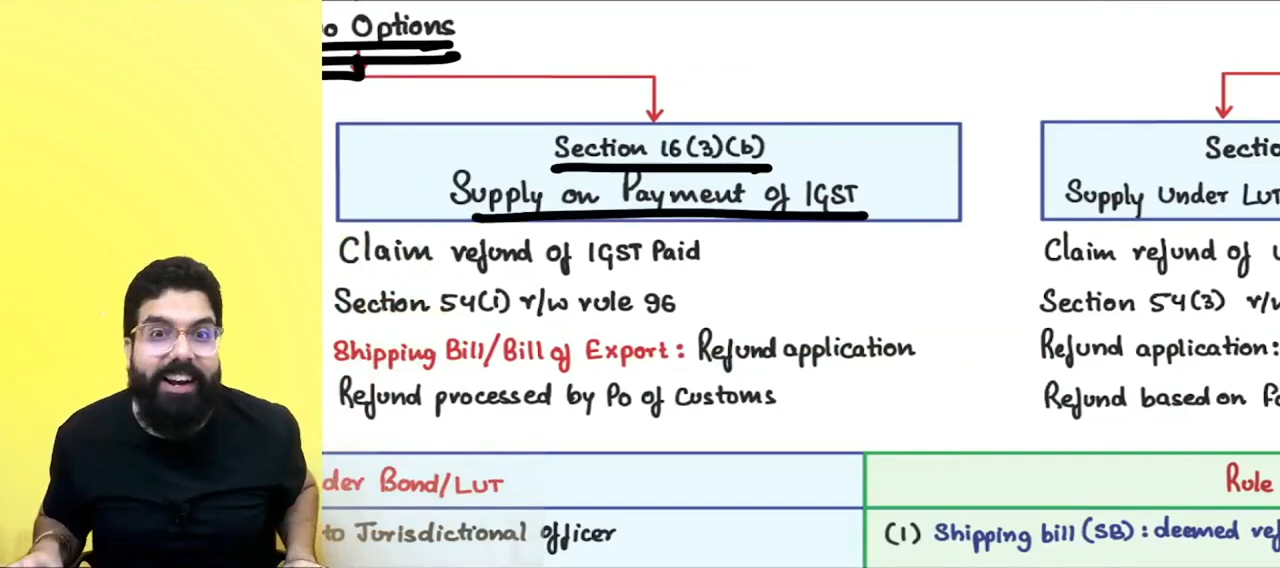 Options
Section 16(3)(b)
Supply on Payment of IGST
Claim refund of IGST Paid
Section 54(1) r/w rule 96
Shipping Bill/Bill of Export: Refund application
Refund processed by Po of Customs
Supply Under LUT
Claim refund of
Section 54(3)
Refund application:
Refund based on
Bond/LUT
to Jurisdictional officer
Rule
(1) Shipping bill (SB): deemed